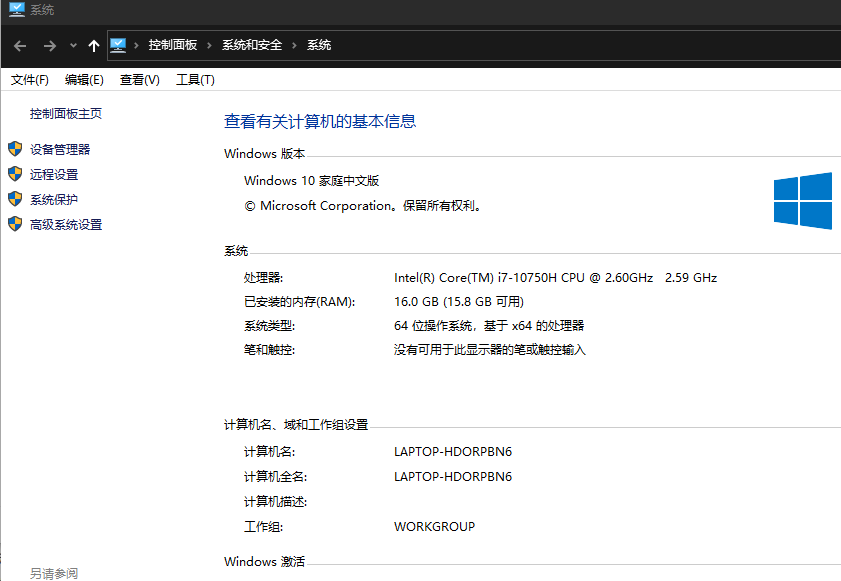 系统
控制面板 › 系统和安全 › 系统
文件(F) 编辑(E) 查看(V) 工具(T)
控制面板主页
设备管理器
远程设置
系统保护
高级系统设置
查看有关计算机的基本信息
Windows 版本
Windows 10 家庭中文版
© Microsoft Corporation。保留所有权利。
系统
处理器: Intel(R) Core(TM) i7-10750H CPU @ 2.60GHz 2.59 GHz
已安装的内存(RAM): 16.0 GB (15.8 GB 可用)
系统类型: 64 位操作系统，基于 x64 的处理器
笔和触控: 没有可用于此显示器的笔或触控输入
计算机名、域和工作组设置
计算机名: LAPTOP-HDORPBN6
计算机全名: LAPTOP-HDORPBN6
计算机描述:
工作组: WORKGROUP
Windows 激活
另请参阅